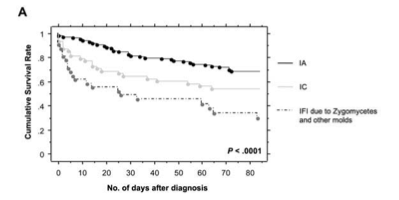 A
Cumulative Survival Rate
1
.8
.6
.4
.2
0
P < .0001
0 10 20 30 40 50 60 70 80
No. of days after diagnosis
IA
IC
IFI due to Zygomycetes
and other molds